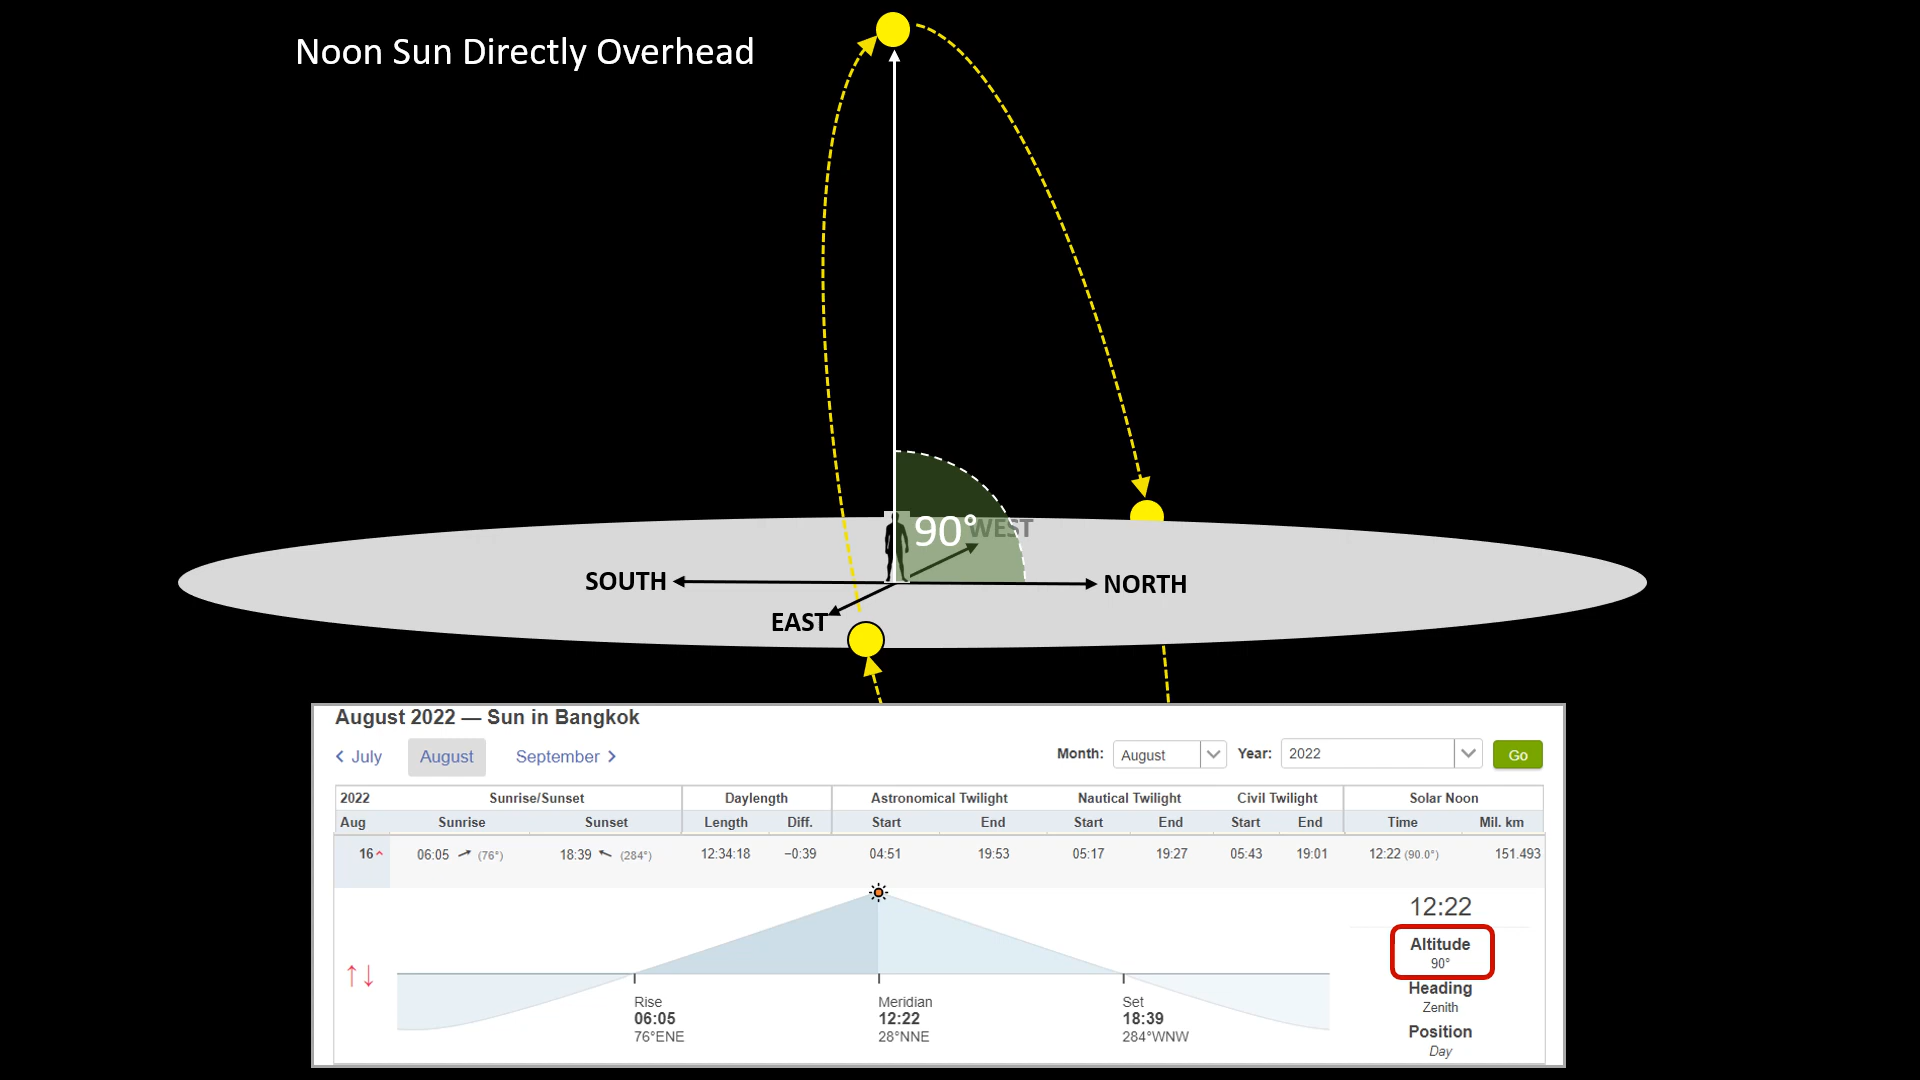 Noon Sun Directly Overhead
90°
WEST
SOUTH
NORTH
EAST
August 2022 — Sun in Bangkok
July August September
Month: August Year: 2022 Go
2022 Sunrise/Sunset Daylength Astronomical Twilight Nautical Twilight Civil Twilight Solar Noon
Aug Sunrise Sunset Length Diff. Start End Start End Start End Time Mil. km
16 06:05 (76°) 18:39 (284°) 12:34:18 −0:39 04:51 19:53 05:17 19:27 05:43 19:01 12:22 (90.0°) 151.493
12:22
Altitude
90°
Heading
Zenith
Position
Day
Rise
06:05
76°ENE
Meridian
12:22
28°NNE
Set
18:39
284°WNW